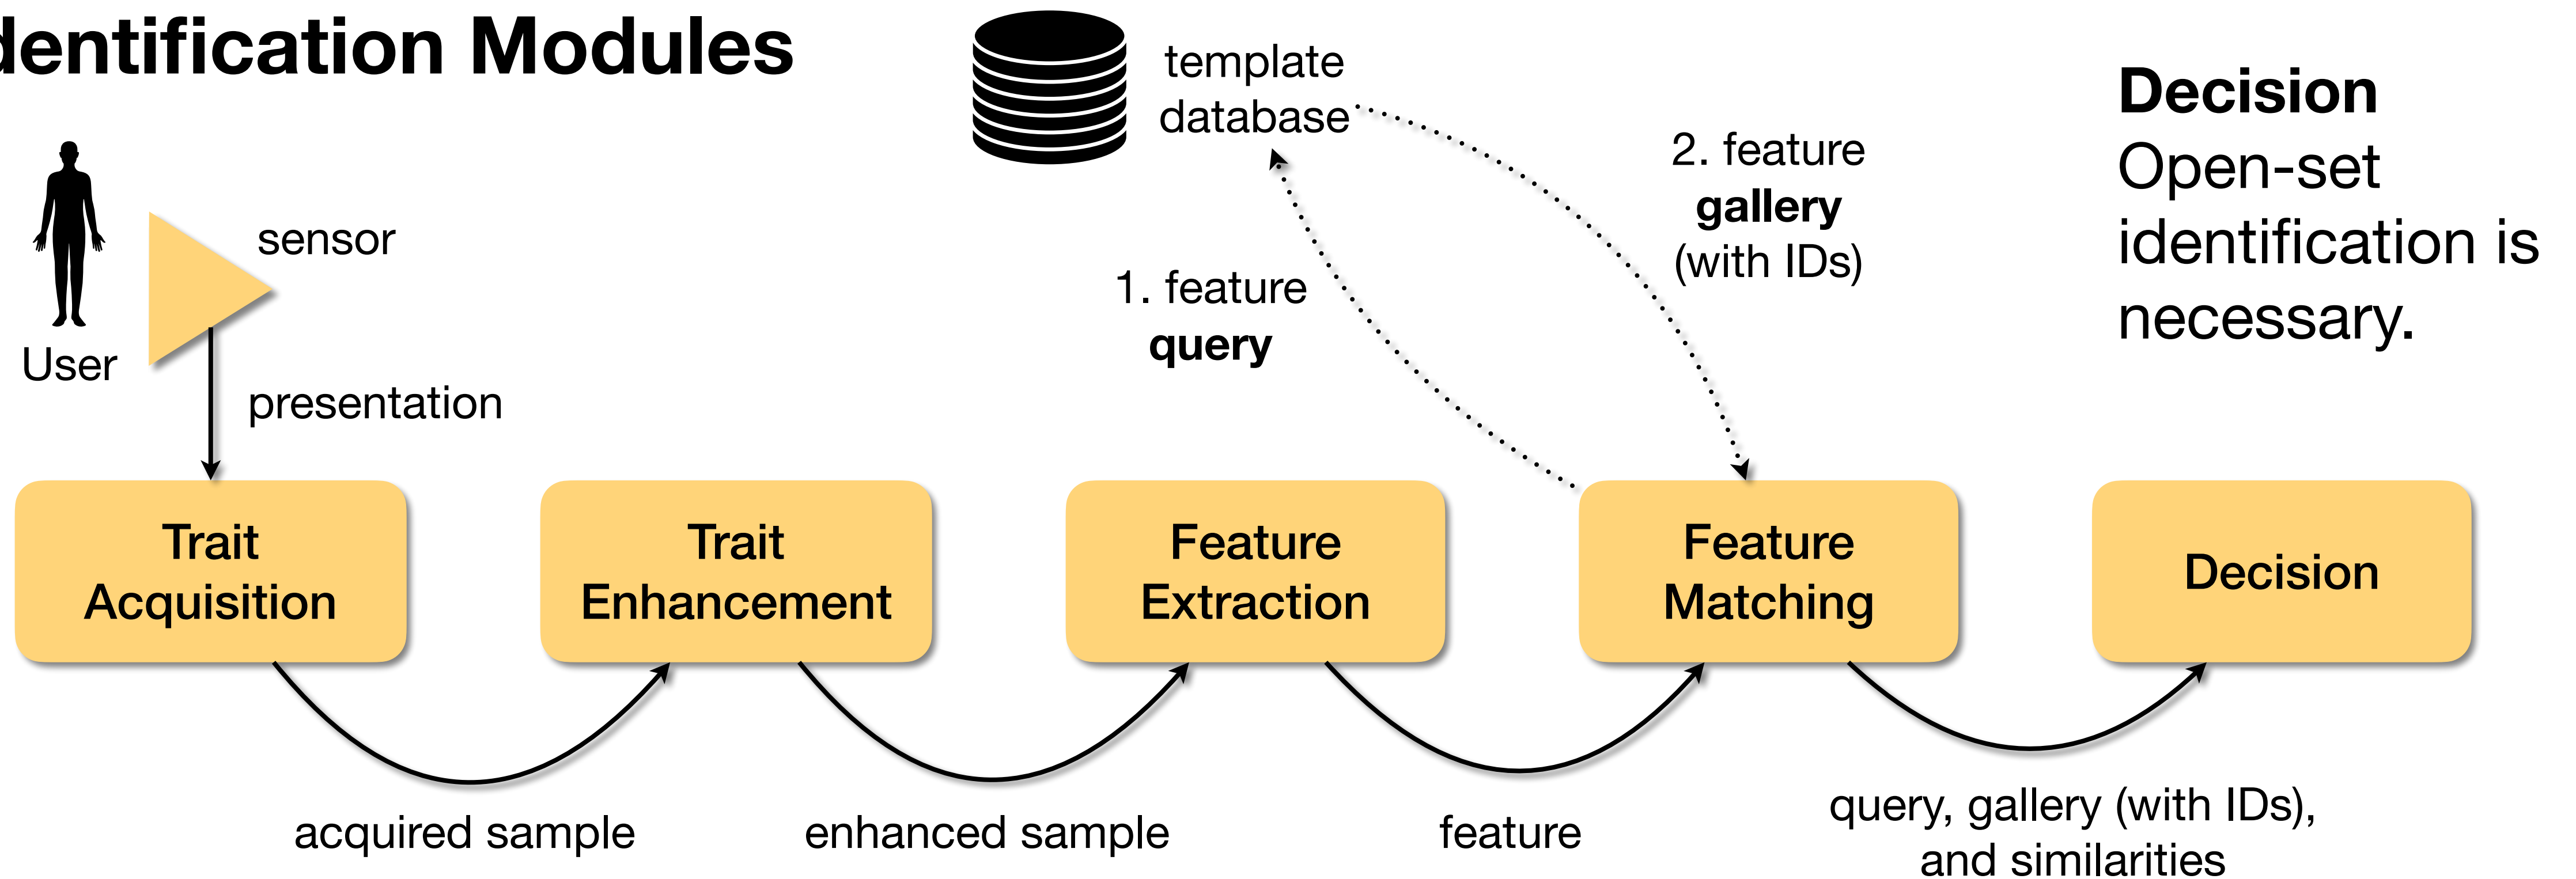 dentification Modules
template
database
Decision
Open-set
identification is
necessary.
2. feature
gallery
(with IDs)
sensor
1. feature
query
User
presentation
Trait
Acquisition
Trait
Enhancement
Feature
Extraction
Feature
Matching
Decision
acquired sample
enhanced sample
feature
query, gallery (with IDs),
and similarities